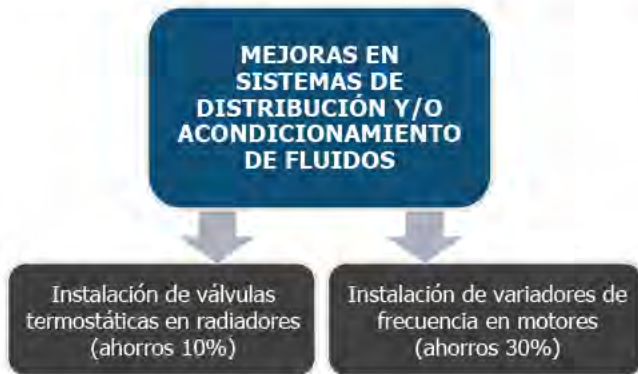 MEJORAS EN
SISTEMAS DE
DISTRIBUCIÓN Y/O
ACONDICIONAMIENTO
DE FLUIDOS
Instalación de válvulas
termostáticas en radiadores
(ahorros 10%)
Instalación de variadores de
frecuencia en motores
(ahorros 30%)